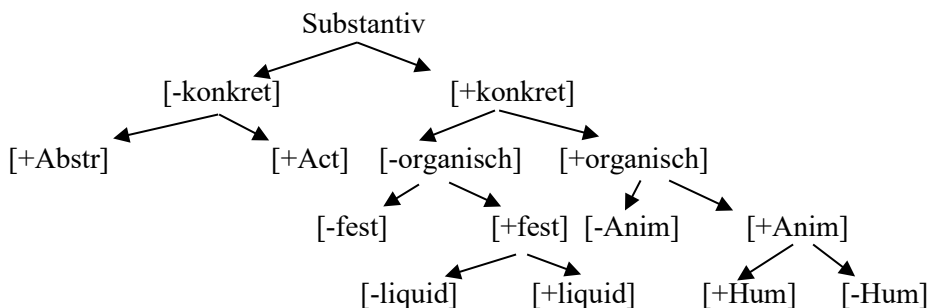 Substantiv
[-konkret] [+konkret]
[+Abstr] [+Act] [-organisch] [+organisch]
[-fest] [+fest] [-Anim] [+Anim]
[-liquid] [+liquid] [+Hum] [-Hum]